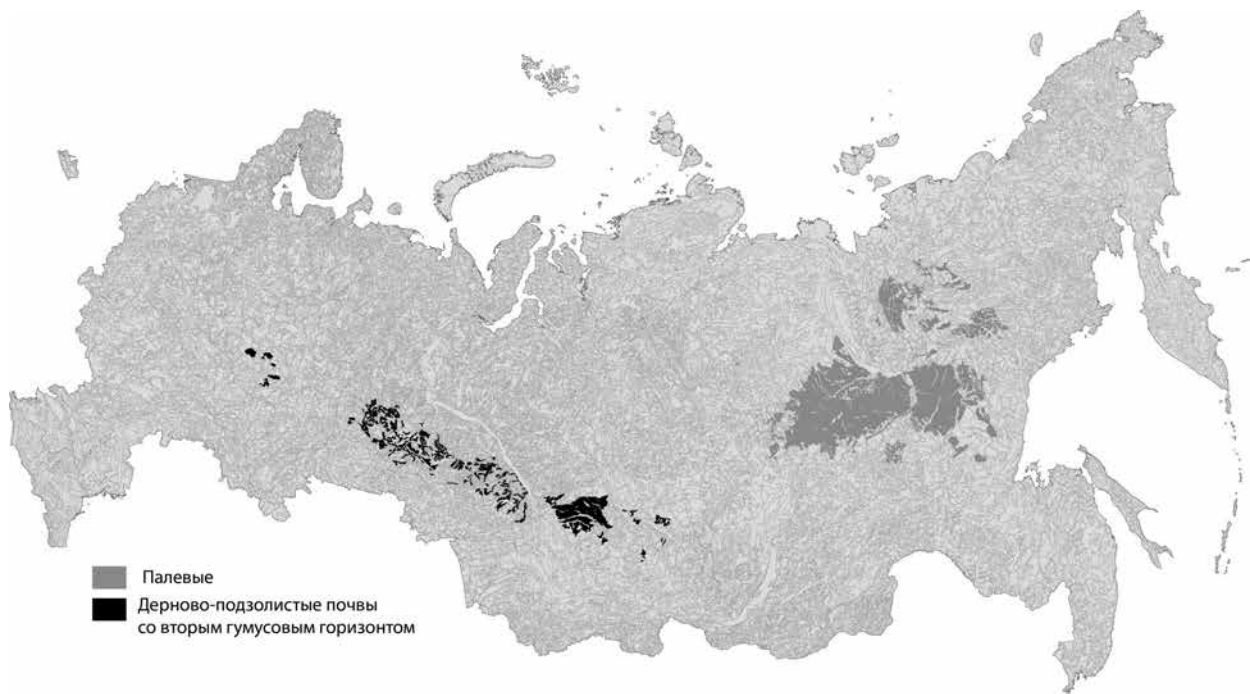 Палевые
Дерново-подзолистые почвы
со вторым гумусовым горизонтом